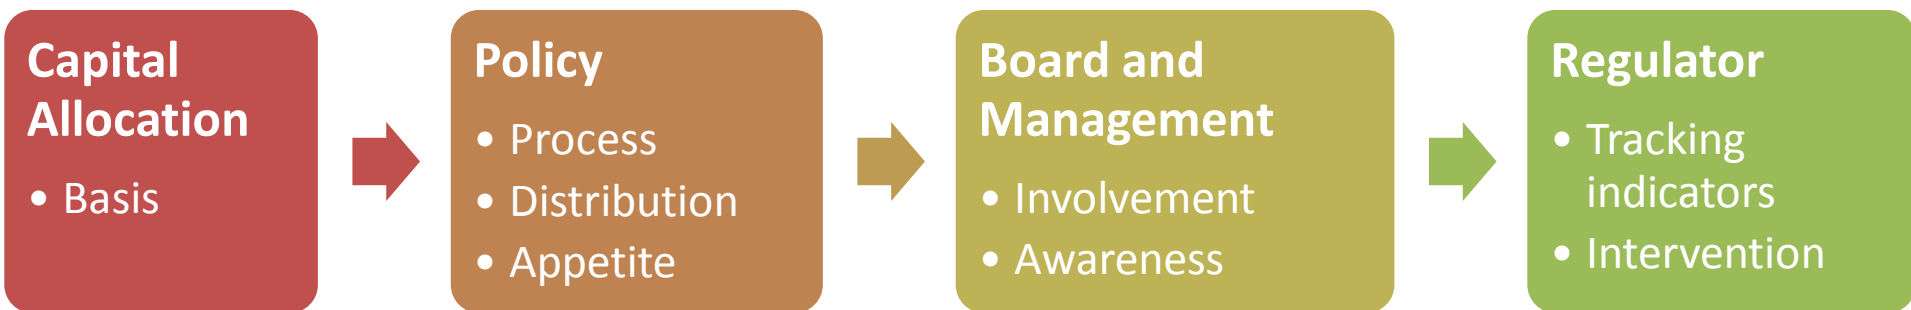 Capital
Allocation
• Basis
Policy
• Process
• Distribution
• Appetite
Board and
Management
• Involvement
• Awareness
Regulator
• Tracking
indicators
• Intervention